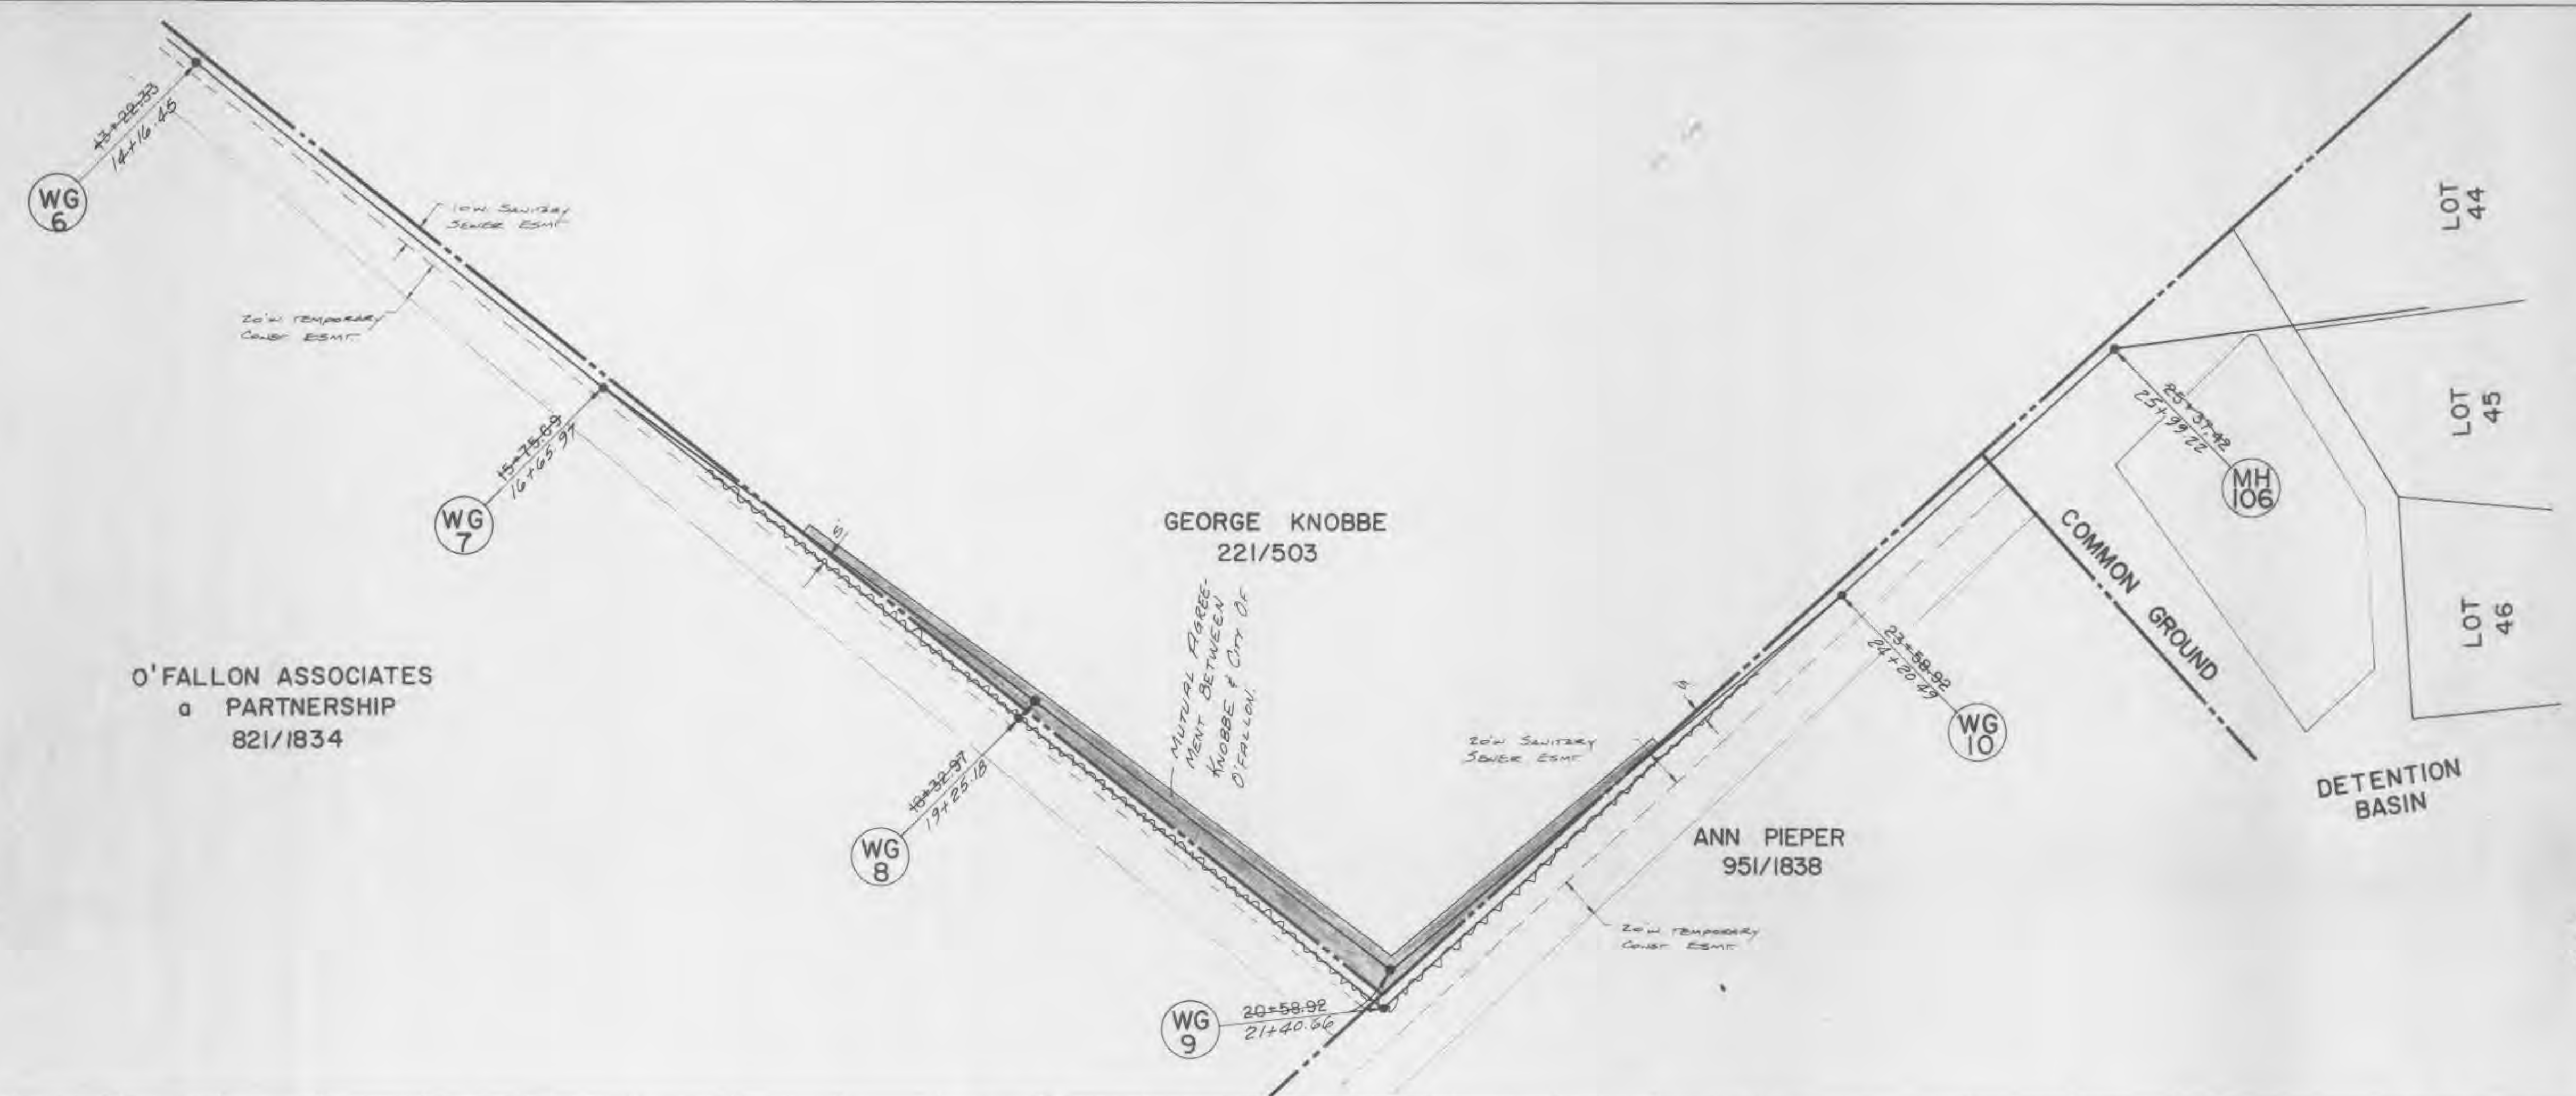 13+22.33
14+16.45
WG
6
10'W. SANITARY
SEWER ESMT
20'W TEMPORARY
CONST ESMT.
15+75.69
16+65.97
WG
7
O'FALLON ASSOCIATES
a PARTNERSHIP
821/1834
GEORGE KNOBBE
221/503
MUTUAL AGREE-
MENT BETWEEN
KNOBBE & CITY OF
O'FALLON.
18+32.97
19+25.18
WG
8
WG
9
20+58.92
21+40.66
20'W SANITARY
SEWER ESMT
ANN PIEPER
951/1838
20'W TEMPORARY
CONST ESMT
23+58.92
24+20.49
WG
10
COMMON GROUND
25+37.42
25+99.22
MH
106
LOT
44
LOT
45
LOT
46
DETENTION
BASIN